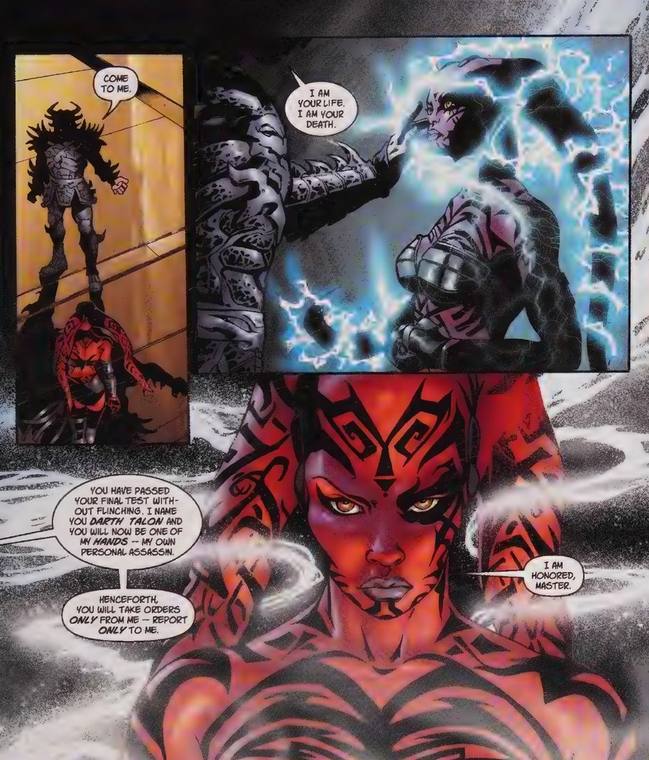 COME
TO ME.
I AM
YOUR LIFE.
I AM YOUR
DEATH.
YOU HAVE PASSED
YOUR FINAL TEST WITH-
OUT FLINCHING. I NAME
YOU DARTH TALON AND
YOU WILL NOW BE ONE OF
MY HANDS -- MY OWN
PERSONAL ASSASSIN.
HENCEFORTH,
YOU WILL TAKE ORDERS
ONLY FROM ME -- REPORT
ONLY TO ME.
I AM
HONORED,
MASTER.